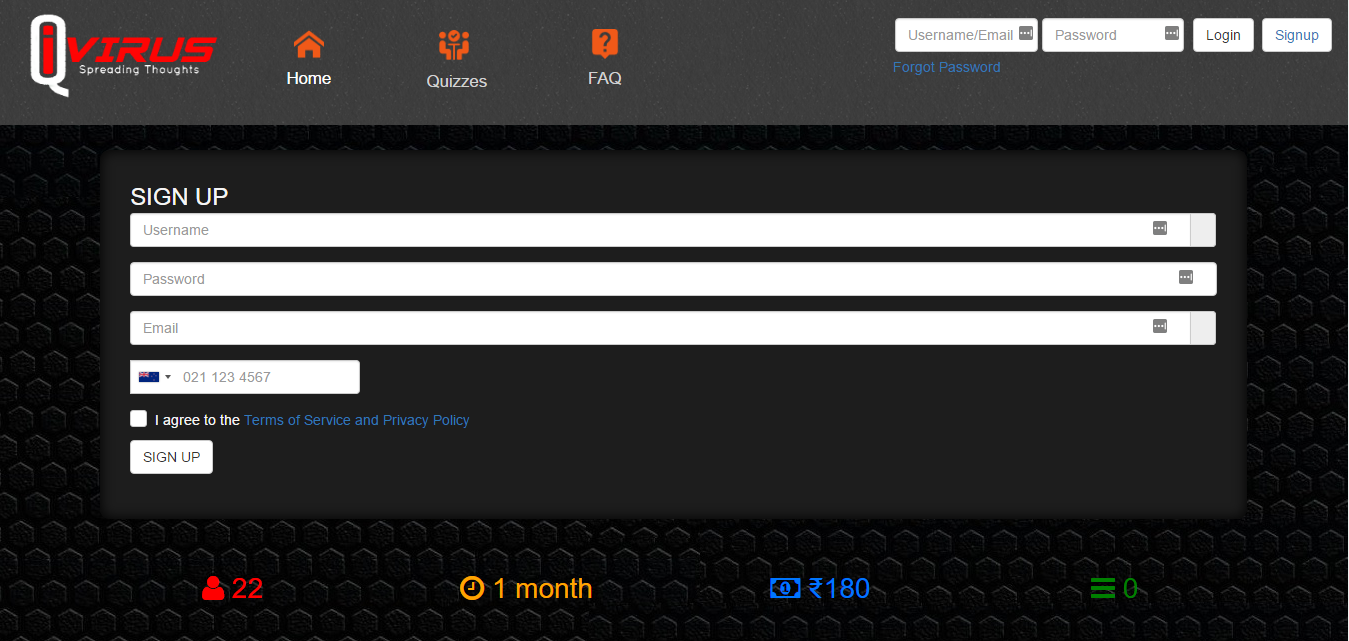 QiVIRUS
Spreading Thoughts
Home
Quizzes
FAQ
Username/Email
Password
Login
Signup
Forgot Password
SIGN UP
Username
Password
Email
021 123 4567
I agree to the Terms of Service and Privacy Policy
SIGN UP
22
1 month
₹180
0